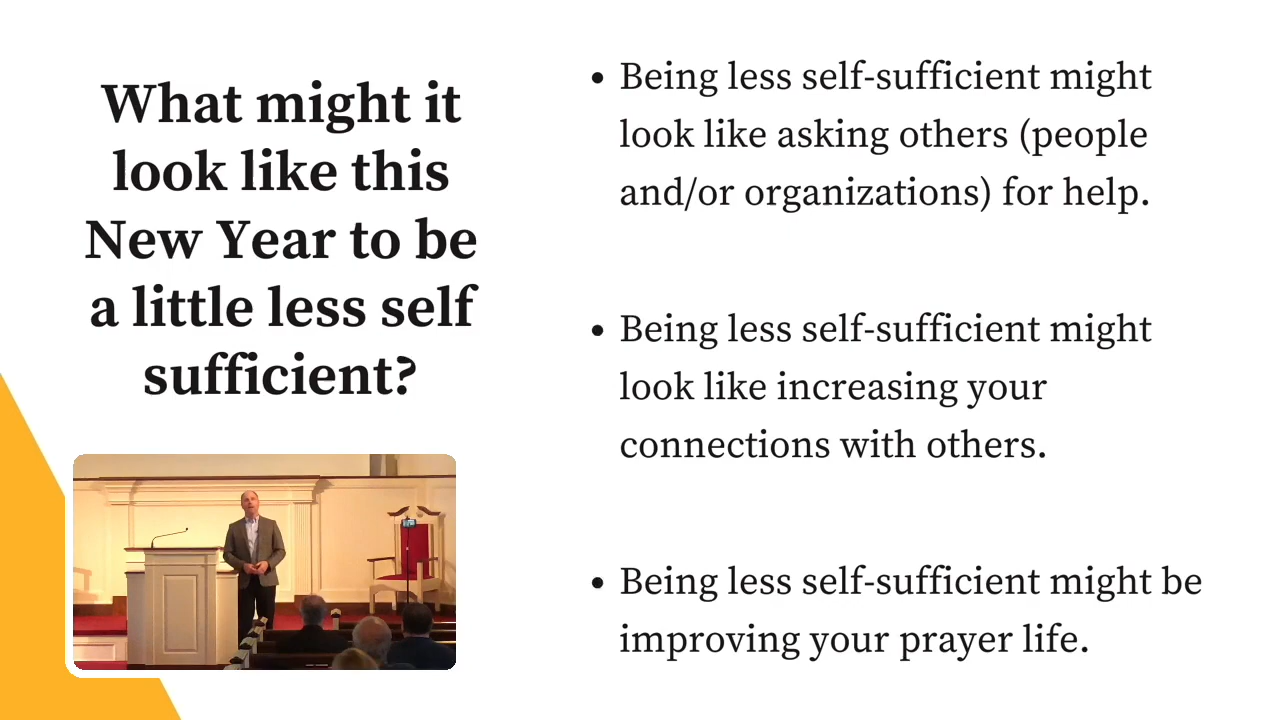 What might it
look like this
New Year to be
a little less self
sufficient?
• Being less self-sufficient might
look like asking others (people
and/or organizations) for help.
• Being less self-sufficient might
look like increasing your
connections with others.
• Being less self-sufficient might be
improving your prayer life.